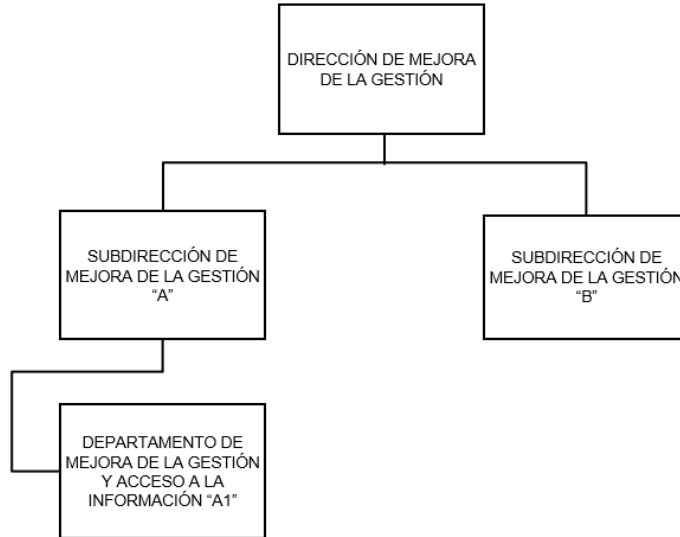 DIRECCIÓN DE MEJORA
DE LA GESTIÓN
SUBDIRECCIÓN DE
MEJORA DE LA GESTIÓN
“A”
SUBDIRECCIÓN DE
MEJORA DE LA GESTIÓN
“B”
DEPARTAMENTO DE
MEJORA DE LA GESTIÓN
Y ACCESO A LA
INFORMACIÓN “A1”